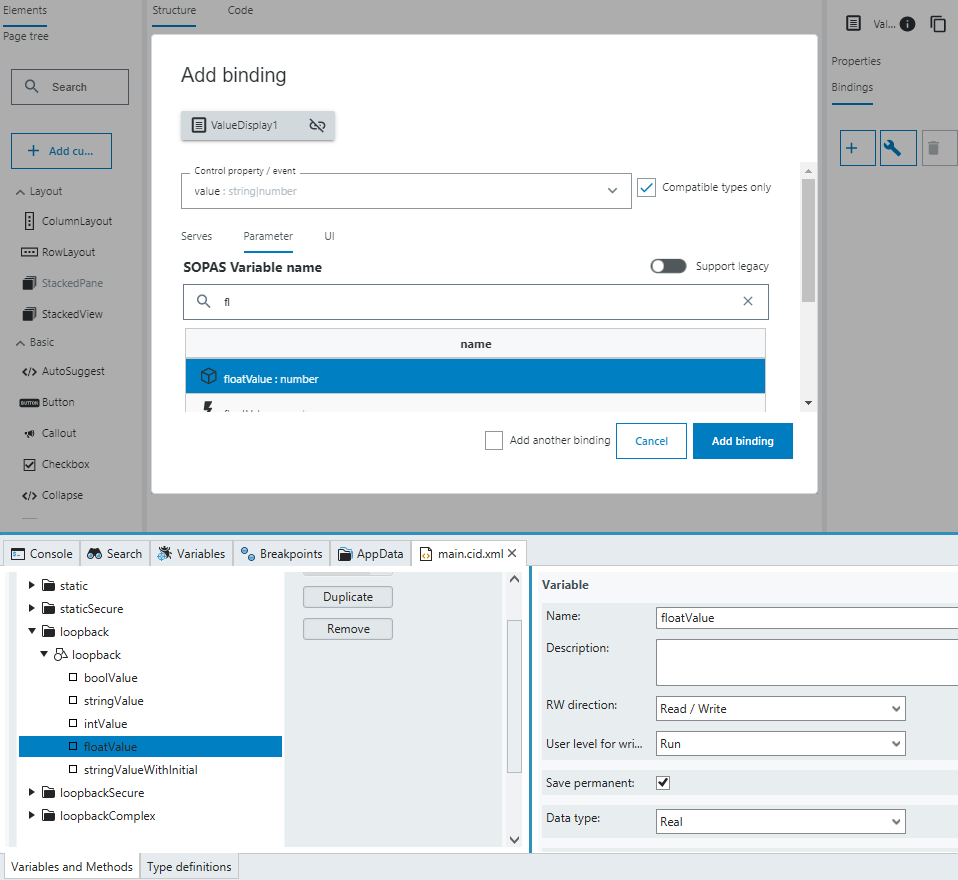 Elements
Page tree
Search
Add cu...
Layout
ColumnLayout
RowLayout
StackedPane
StackedView
Basic
AutoSuggest
BUTTON
Button
Callout
Checkbox
Collapse
Structure
Code
Add binding
ValueDisplay1
Control property / event
value : string|number
Compatible types only
Serves
Parameter
UI
SOPAS Variable name
Support legacy
fl
name
floatValue : number
Add another binding
Cancel
Add binding
Val...
Properties
Bindings
Console
Search
Variables
Breakpoints
AppData
main.cid.xml
static
staticSecure
loopback
loopback
boolValue
stringValue
intValue
floatValue
stringValueWithInitial
loopbackSecure
loopbackComplex
Duplicate
Remove
Variable
Name:
floatValue
Description:
RW direction:
Read / Write
User level for wri...
Run
Save permanent:
Data type:
Real
Variables and Methods
Type definitions